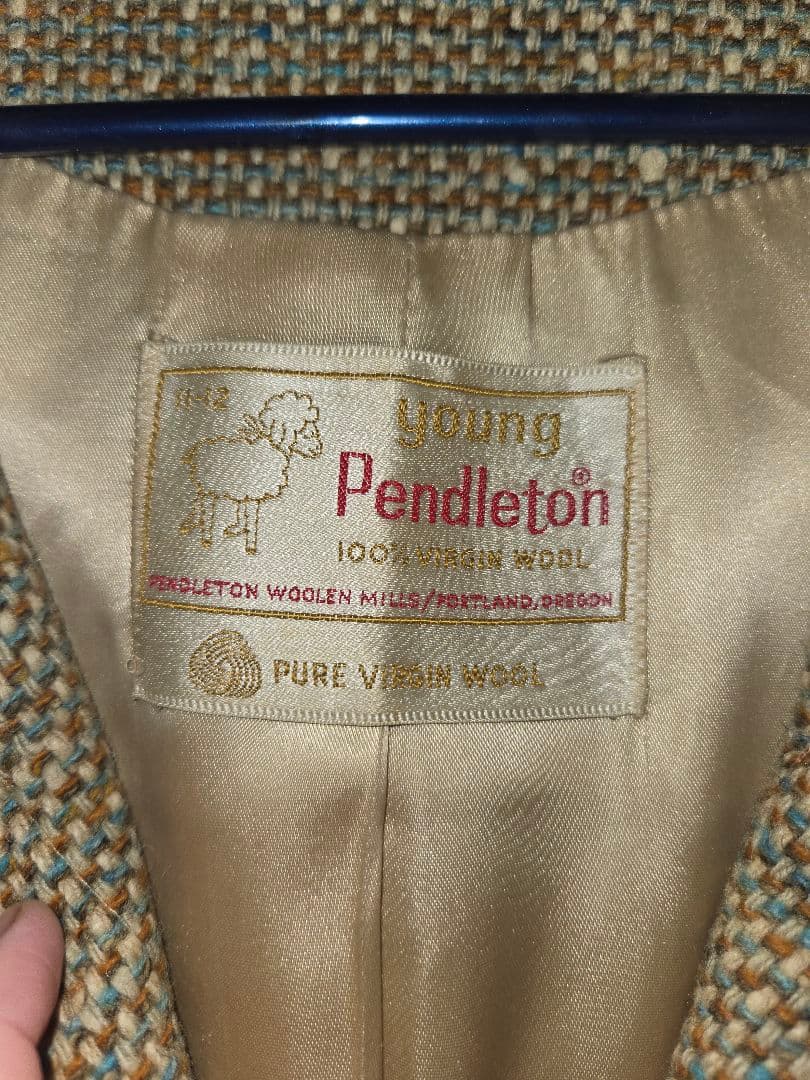 11-12
young
Pendleton®
100% VIRGIN WOOL
PENDLETON WOOLEN MILLS/PORTLAND, OREGON
PURE VIRGIN WOOL